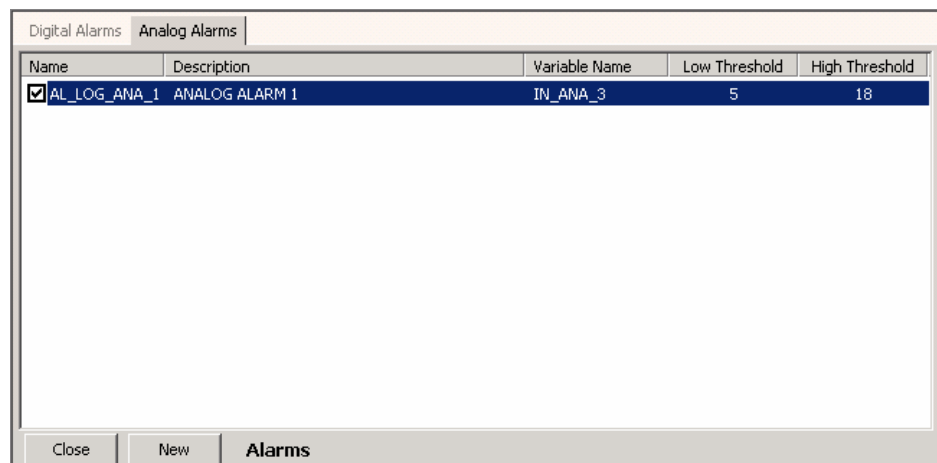 Digital Alarms Analog Alarms
Name Description Variable Name Low Threshold High Threshold
AL_LOG_ANA_1 ANALOG ALARM 1 IN_ANA_3 5 18
Close New Alarms